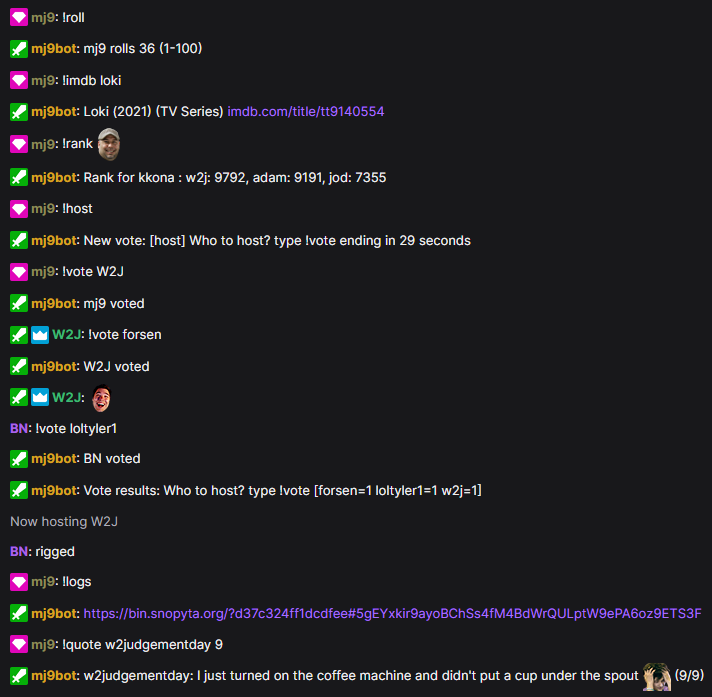 mj9: !roll
mj9bot: mj9 rolls 36 (1-100)
mj9: !imdb loki
mj9bot: Loki (2021) (TV Series) imdb.com/title/tt9140554
mj9: !rank
mj9bot: Rank for kkona : w2j: 9792, adam: 9191, jod: 7355
mj9: !host
mj9bot: New vote: [host] Who to host? type !vote ending in 29 seconds
mj9: !vote W2J
mj9bot: mj9 voted
W2J: !vote forsen
mj9bot: W2J voted
W2J:
BN: !vote loltyler1
mj9bot: BN voted
mj9bot: Vote results: Who to host? type !vote [forsen=1 loltyler1=1 w2j=1]
Now hosting W2J
BN: rigged
mj9: !logs
mj9bot: https://bin.snopyta.org/?d37c324ff1dcdfee#5gEYxkir9ayoBChSs4fM4BdWrQULptW9ePA6oz9ETS3F
mj9: !quote w2judgementday 9
mj9bot: w2judgementday: I just turned on the coffee machine and didn't put a cup under the spout (9/9)